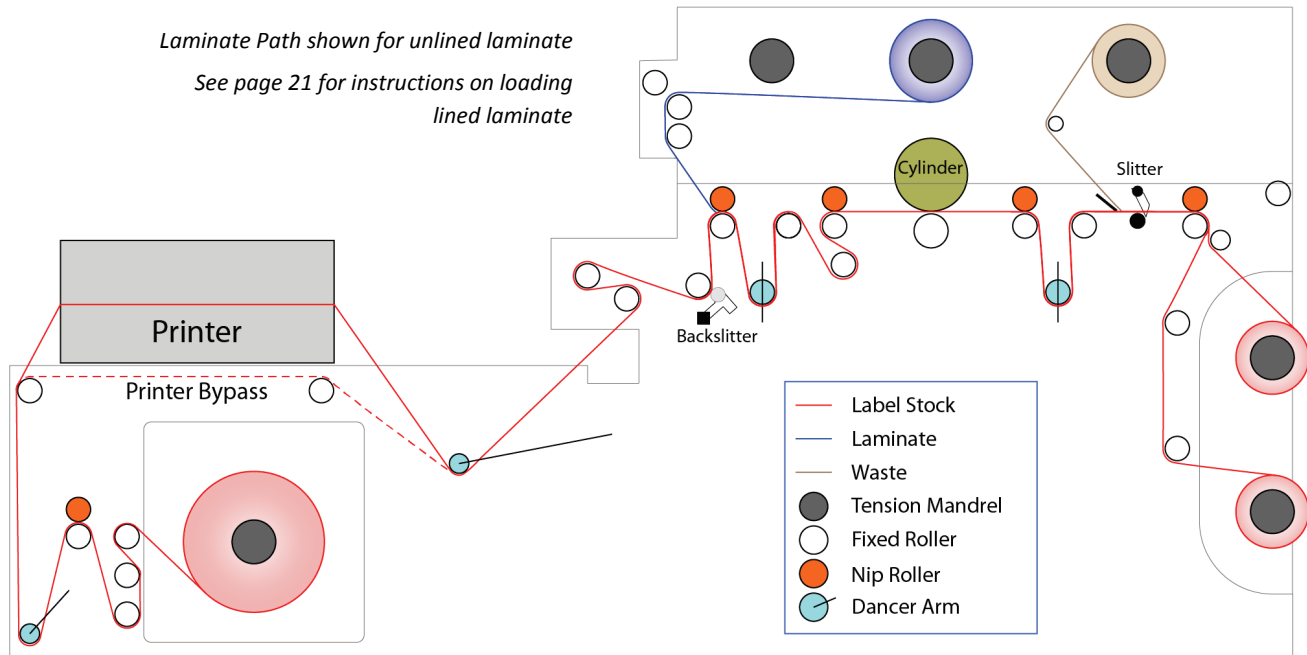 Laminate Path shown for unlined laminate
See page 21 for instructions on loading
lined laminate
Cylinder
Slitter
Backslitter
Printer
Printer Bypass
Label Stock
Laminate
Waste
Tension Mandrel
Fixed Roller
Nip Roller
Dancer Arm